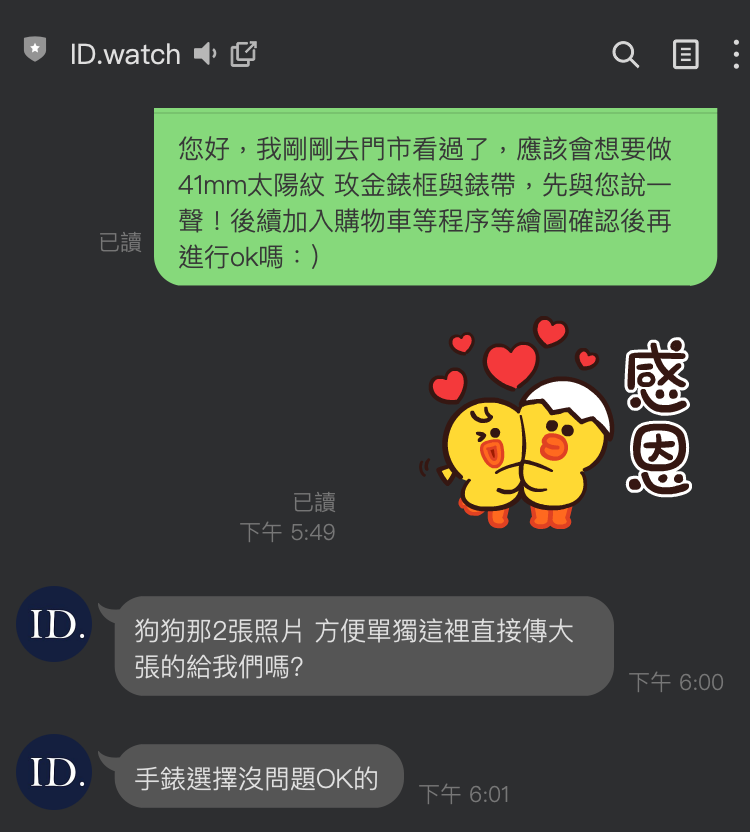 ID.watch
您好，我剛剛去門市看過了，應該會想要做
41mm太陽紋 玫金錶框與錶帶，先與您說一
聲！後續加入購物車等程序等繪圖確認後再
進行ok嗎：）
已讀
感恩
已讀
下午 5:49
ID.
狗狗那2張照片 方便單獨這裡直接傳大
張的給我們嗎?
下午 6:00
ID.
手錶選擇沒問題OK的
下午 6:01